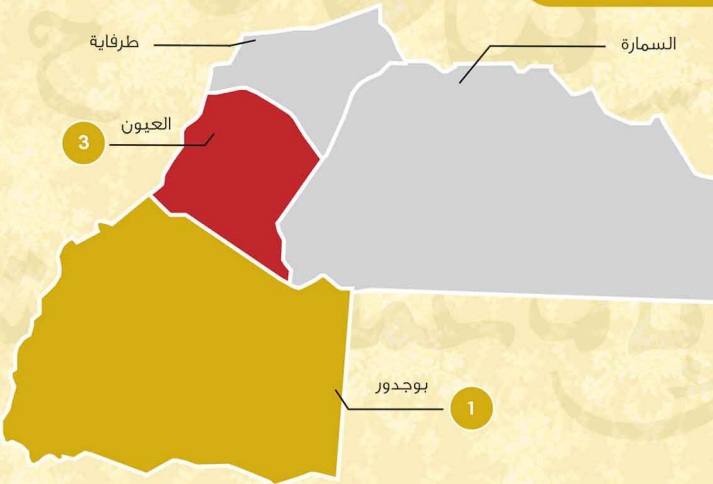 طرفاية
السمارة
العيون
3
بوجدور
1